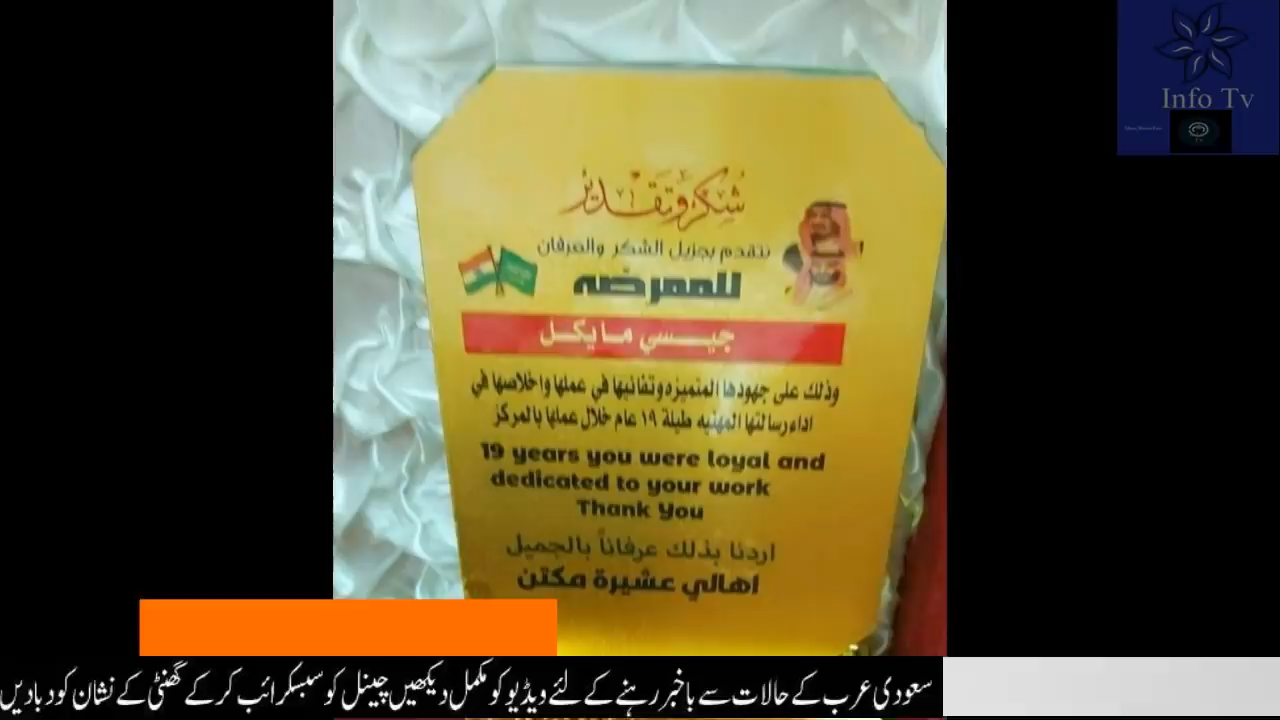 Info Tv
شكر وتقدير
نتقدم بجزيل الشكر والعرفان
للممرضه
جيسي مايكل
وذلك على جهودها المتميزه وتفانيها في عملها واخلاصها في
اداء رسالتها المهنيه طيلة ١٩ عام خلال عملها بالمركز
19 years you were loyal and
dedicated to your work
Thank You
اردنا بذلك عرفاناً بالجميل
اهالي عشيرة مكتن
سعودی عرب کے حالات سے باخبر رہنے کے لئے ویڈیو کو مکمل دیکھیں چینل کو سبسکرائب کر کے گھنٹی کے نشان کو دبا دیں